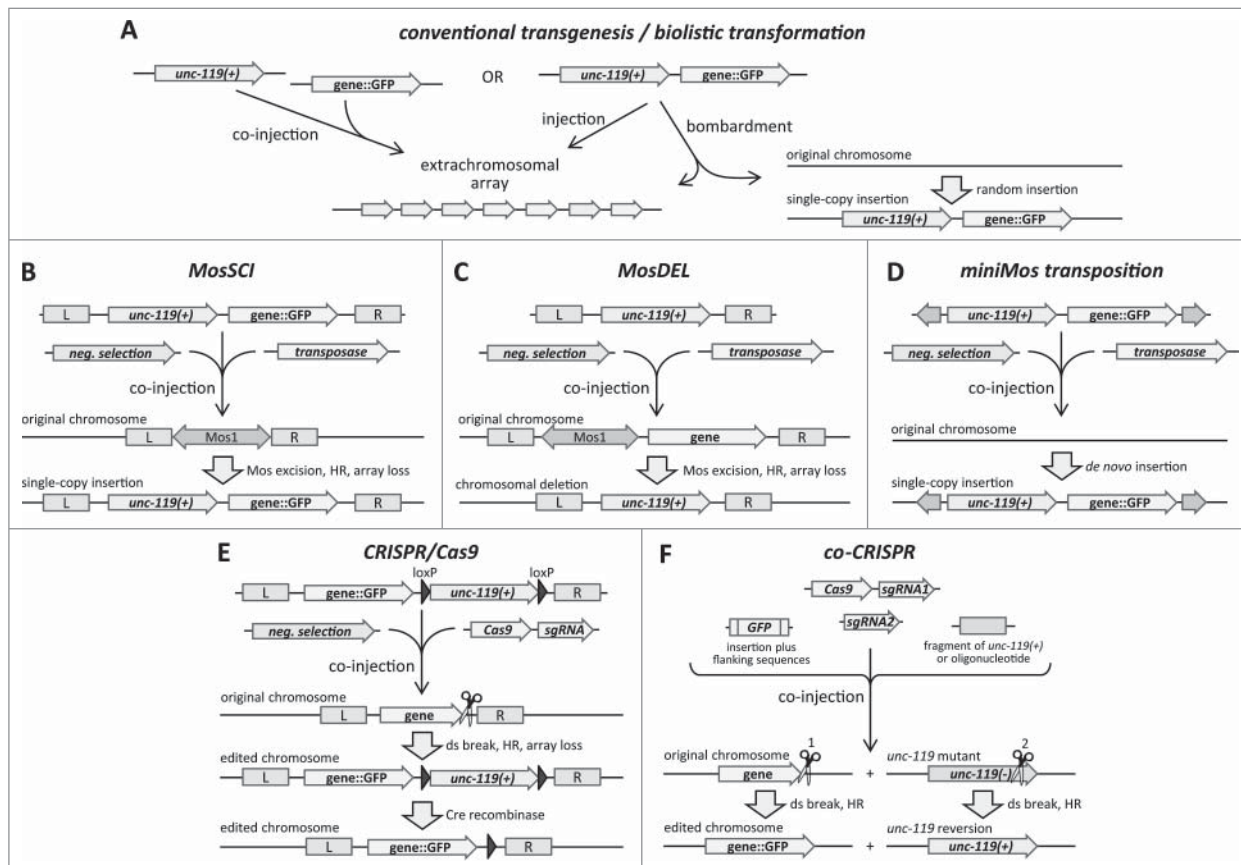 A
conventional transgenesis / biolistic transformation
unc-119(+)
gene::GFP
OR
unc-119(+)
gene::GFP
co-injection
injection
bombardment
extrachromosomal
array
original chromosome
random insertion
single-copy insertion
unc-119(+)
gene::GFP
B
MosSCI
L
unc-119(+)
gene::GFP
R
neg. selection
transposase
co-injection
original chromosome
L
Mos1
R
Mos excision, HR, array loss
single-copy insertion
L
unc-119(+)
gene::GFP
R
C
MosDEL
L
unc-119(+)
R
neg. selection
transposase
co-injection
original chromosome
L
Mos1
gene
R
Mos excision, HR, array loss
chromosomal deletion
L
unc-119(+)
R
D
miniMos transposition
unc-119(+)
gene::GFP
neg. selection
transposase
co-injection
original chromosome
de novo insertion
single-copy insertion
unc-119(+)
gene::GFP
E
CRISPR/Cas9
loxP
loxP
L
gene::GFP
unc-119(+)
R
neg. selection
Cas9
sgRNA
co-injection
original chromosome
L
gene
R
ds break, HR, array loss
edited chromosome
L
gene::GFP
unc-119(+)
R
Cre recombinase
edited chromosome
L
gene::GFP
R
F
co-CRISPR
Cas9
sgRNA1
sgRNA2
GFP
insertion plus
flanking sequences
fragment of unc-119(+)
or oligonucleotide
co-injection
original chromosome
1
gene
+
unc-119 mutant
2
unc-119(-)
ds break, HR
ds break, HR
edited chromosome
gene::GFP
+
unc-119 reversion
unc-119(+)